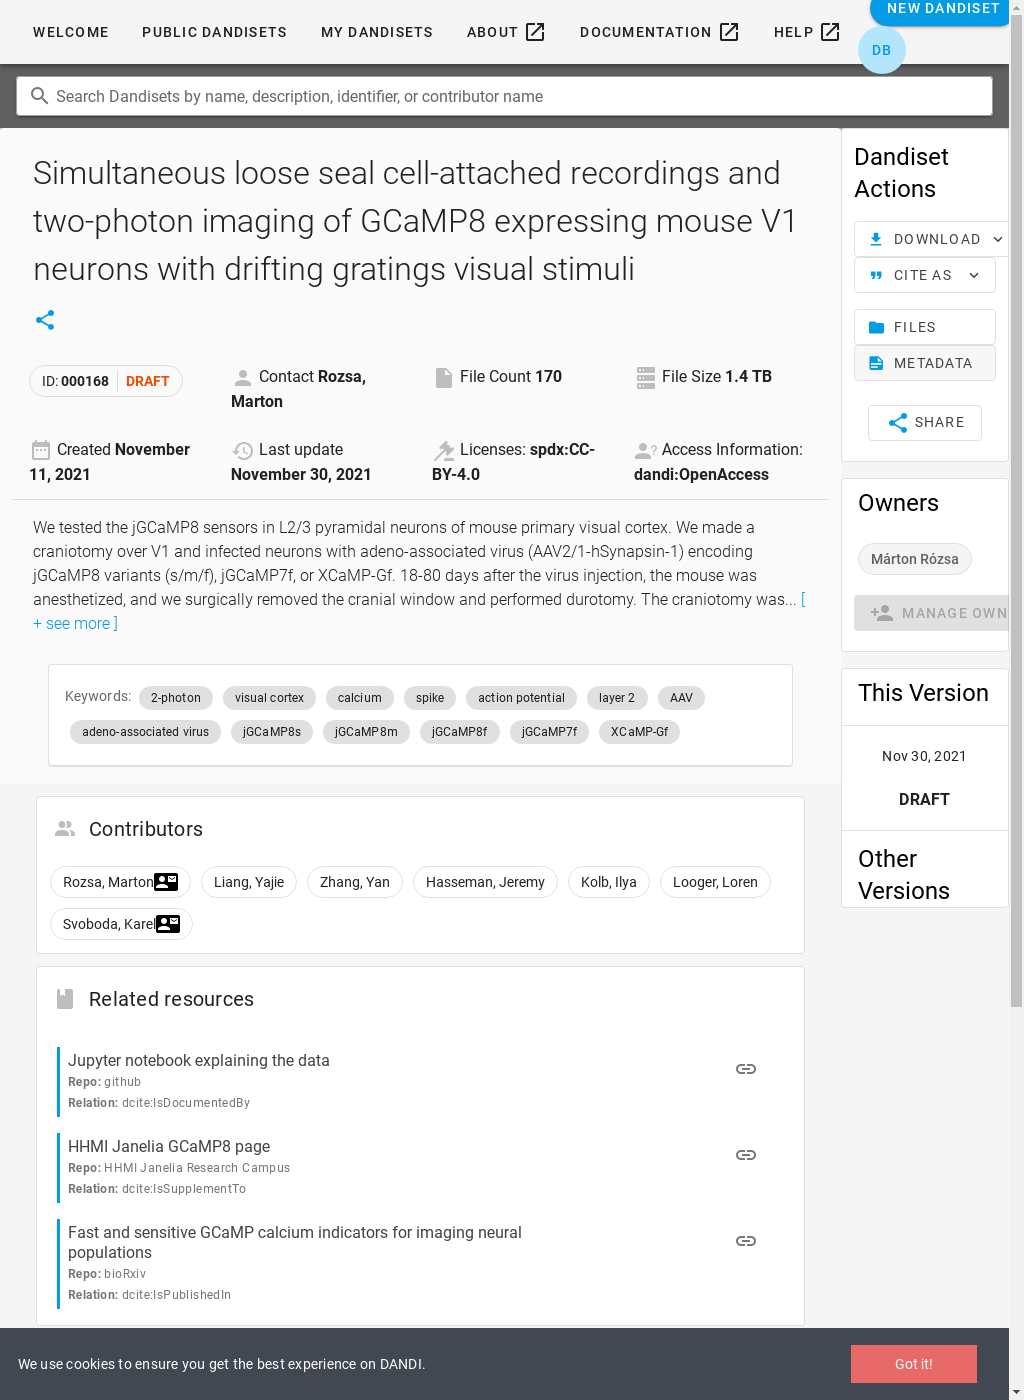 WELCOME
PUBLIC DANDISETS
MY DANDISETS
ABOUT
DOCUMENTATION
HELP
NEW DANDISET
DB
Search Dandisets by name, description, identifier, or contributor name
Simultaneous loose seal cell-attached recordings and
two-photon imaging of GCaMP8 expressing mouse V1
neurons with drifting gratings visual stimuli
ID: 000168 DRAFT
Contact Rozsa,
Marton
File Count 170
File Size 1.4 TB
Created November
11, 2021
Last update
November 30, 2021
Licenses: spdx:CC-
BY-4.0
Access Information:
dandi:OpenAccess
We tested the jGCaMP8 sensors in L2/3 pyramidal neurons of mouse primary visual cortex. We made a
craniotomy over V1 and infected neurons with adeno-associated virus (AAV2/1-hSynapsin-1) encoding
jGCaMP8 variants (s/m/f), jGCaMP7f, or XCaMP-Gf. 18-80 days after the virus injection, the mouse was
anesthetized, and we surgically removed the cranial window and performed durotomy. The craniotomy was... [
+ see more ]
Keywords: 2-photon visual cortex calcium spike action potential layer 2 AAV
adeno-associated virus jGCaMP8s jGCaMP8m jGCaMP8f jGCaMP7f XCaMP-Gf
Contributors
Rozsa, Marton Liang, Yajie Zhang, Yan Hasseman, Jeremy Kolb, Ilya Looger, Loren
Svoboda, Karel
Related resources
Jupyter notebook explaining the data
Repo: github
Relation: dcite:IsDocumentedBy
HHMI Janelia GCaMP8 page
Repo: HHMI Janelia Research Campus
Relation: dcite:IsSupplementTo
Fast and sensitive GCaMP calcium indicators for imaging neural
populations
Repo: bioRxiv
Relation: dcite:IsPublishedIn
Dandiset
Actions
DOWNLOAD
CITE AS
FILES
METADATA
SHARE
Owners
Márton Rózsa
MANAGE OWN
This Version
Nov 30, 2021
DRAFT
Other
Versions
We use cookies to ensure you get the best experience on DANDI.
Got it!